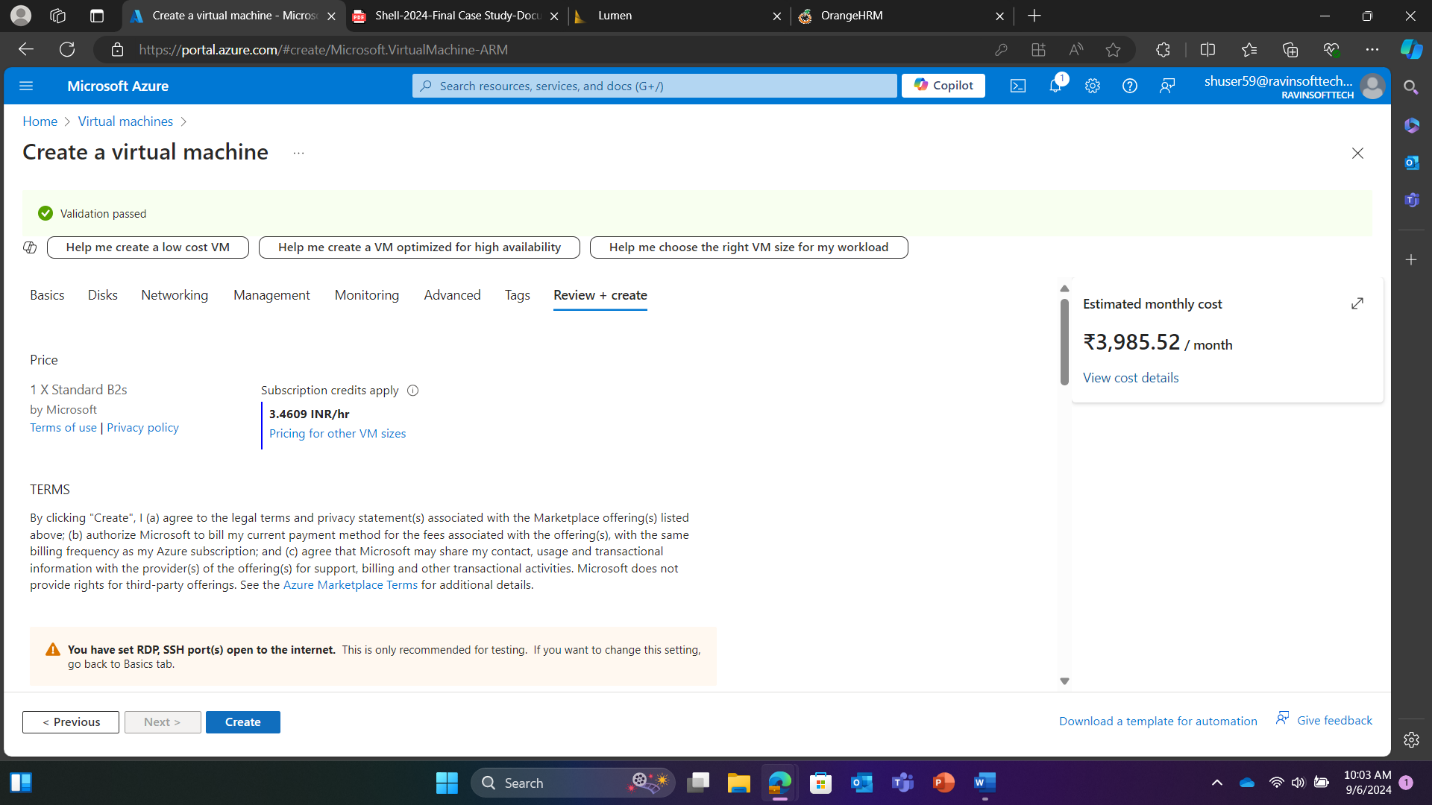 Create a virtual machine - Micros
Shell-2024-Final Case Study-Docu
Lumen
OrangeHRM
https://portal.azure.com/#create/Microsoft.VirtualMachine-ARM
Microsoft Azure
Search resources, services, and docs (G+/)
Copilot
1
shuser59@ravinsofttech...
RAVINSOFTTECH
Home > Virtual machines >
Create a virtual machine ...
Validation passed
Help me create a low cost VM
Help me create a VM optimized for high availability
Help me choose the right VM size for my workload
Basics Disks Networking Management Monitoring Advanced Tags Review + create
Estimated monthly cost
₹3,985.52 / month
View cost details
Price
1 X Standard B2s
by Microsoft
Terms of use | Privacy policy
Subscription credits apply
3.4609 INR/hr
Pricing for other VM sizes
TERMS
By clicking "Create", I (a) agree to the legal terms and privacy statement(s) associated with the Marketplace offering(s) listed
above; (b) authorize Microsoft to bill my current payment method for the fees associated with the offering(s), with the same
billing frequency as my Azure subscription; and (c) agree that Microsoft may share my contact, usage and transactional
information with the provider(s) of the offering(s) for support, billing and other transactional activities. Microsoft does not
provide rights for third-party offerings. See the Azure Marketplace Terms for additional details.
You have set RDP, SSH port(s) open to the internet. This is only recommended for testing. If you want to change this setting,
go back to Basics tab.
< Previous
Next >
Create
Download a template for automation
Give feedback
Search
10:03 AM
9/6/2024
1